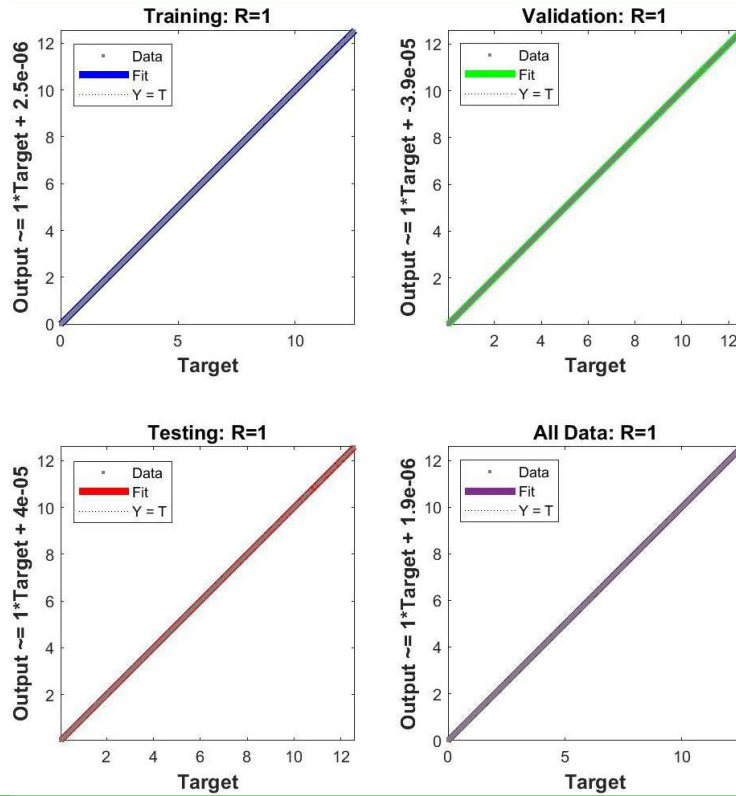 Training: R=1
Output ~= 1*Target + 2.5e-06
12
10
8
6
4
2
0
Data
Fit
Y = T
0
5
10
Target
Validation: R=1
Output ~= 1*Target + -3.9e-05
12
10
8
6
4
2
Data
Fit
Y = T
2
4
6
8
10
12
Target
Testing: R=1
Output ~= 1*Target + 4e-05
12
10
8
6
4
2
Data
Fit
Y = T
2
4
6
8
10
12
Target
All Data: R=1
Output ~= 1*Target + 1.9e-06
12
10
8
6
4
2
0
Data
Fit
Y = T
0
5
10
Target